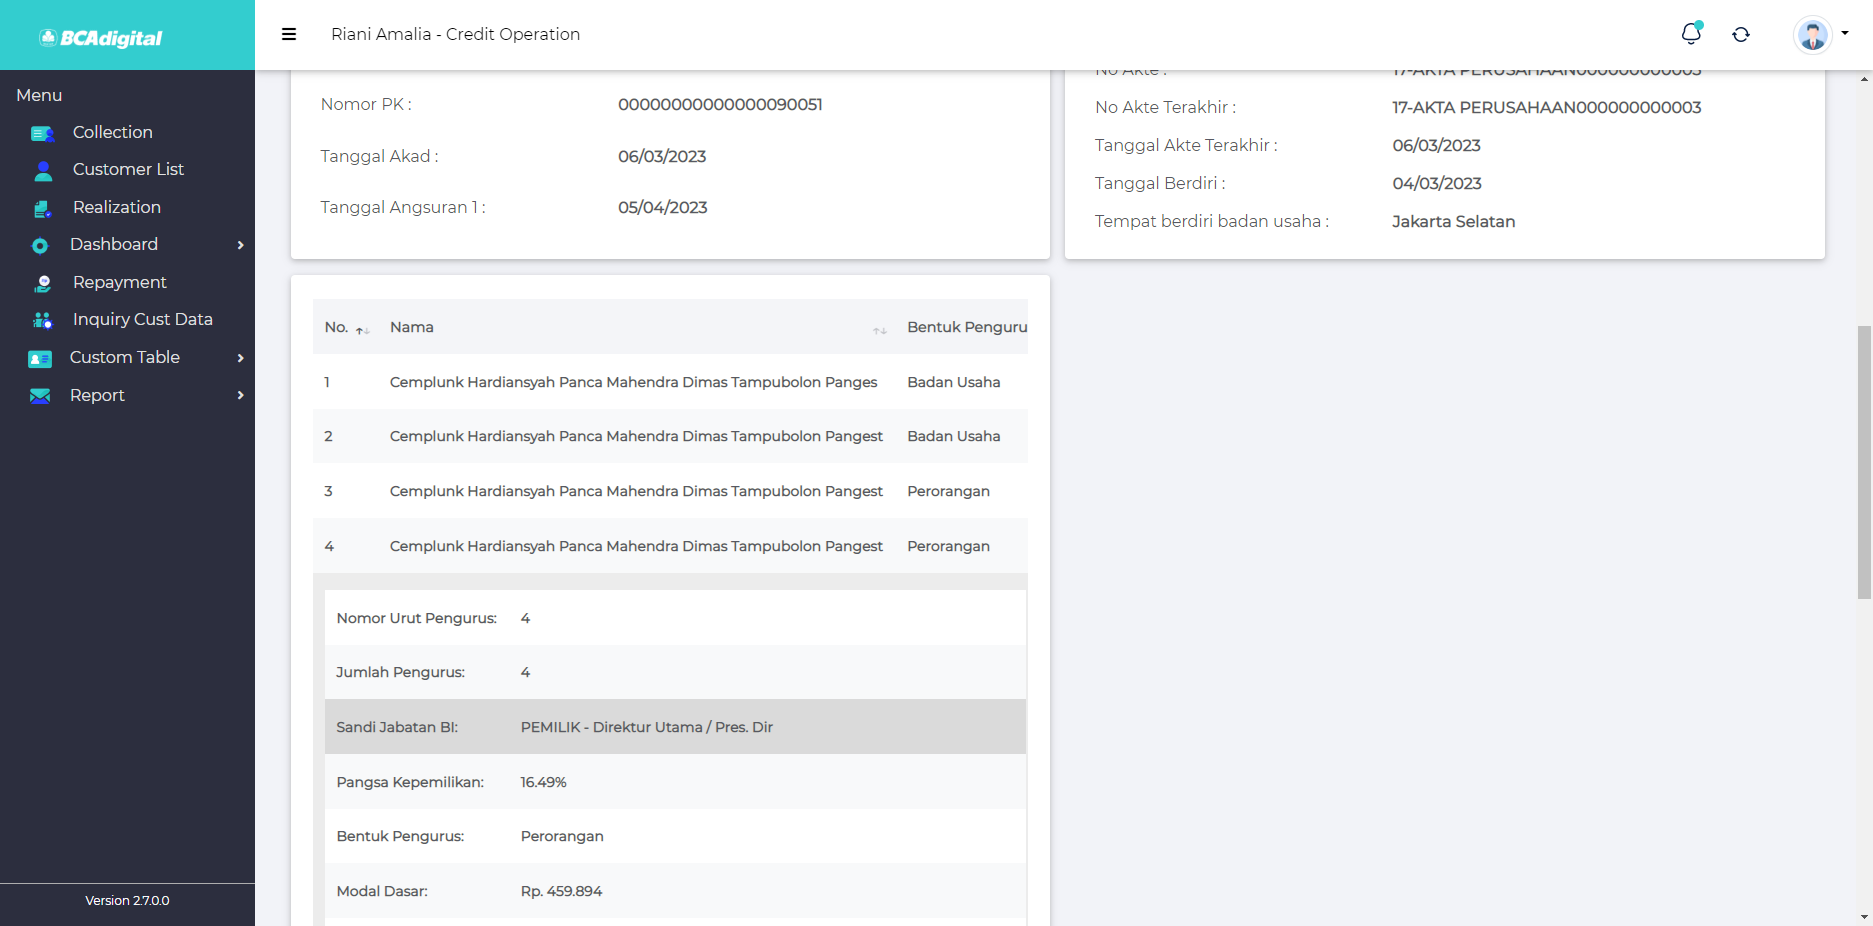 BCAdigital
Riani Amalia - Credit Operation
Menu
Collection
Customer List
Realization
Dashboard
Repayment
Inquiry Cust Data
Custom Table
Report
Version 2.7.0.0
Nomor PK : 00000000000000090051
Tanggal Akad : 06/03/2023
Tanggal Angsuran 1 : 05/04/2023
No Akte : 17-AKTA PERUSAHAAN000000000003
No Akte Terakhir : 17-AKTA PERUSAHAAN000000000003
Tanggal Akte Terakhir : 06/03/2023
Tanggal Berdiri : 04/03/2023
Tempat berdiri badan usaha : Jakarta Selatan
No. Nama Bentuk Penguru
1 Cemplunk Hardiansyah Panca Mahendra Dimas Tampubolon Panges Badan Usaha
2 Cemplunk Hardiansyah Panca Mahendra Dimas Tampubolon Pangest Badan Usaha
3 Cemplunk Hardiansyah Panca Mahendra Dimas Tampubolon Pangest Perorangan
4 Cemplunk Hardiansyah Panca Mahendra Dimas Tampubolon Pangest Perorangan
Nomor Urut Pengurus: 4
Jumlah Pengurus: 4
Sandi Jabatan BI: PEMILIK - Direktur Utama / Pres. Dir
Pangsa Kepemilikan: 16.49%
Bentuk Pengurus: Perorangan
Modal Dasar: Rp. 459.894